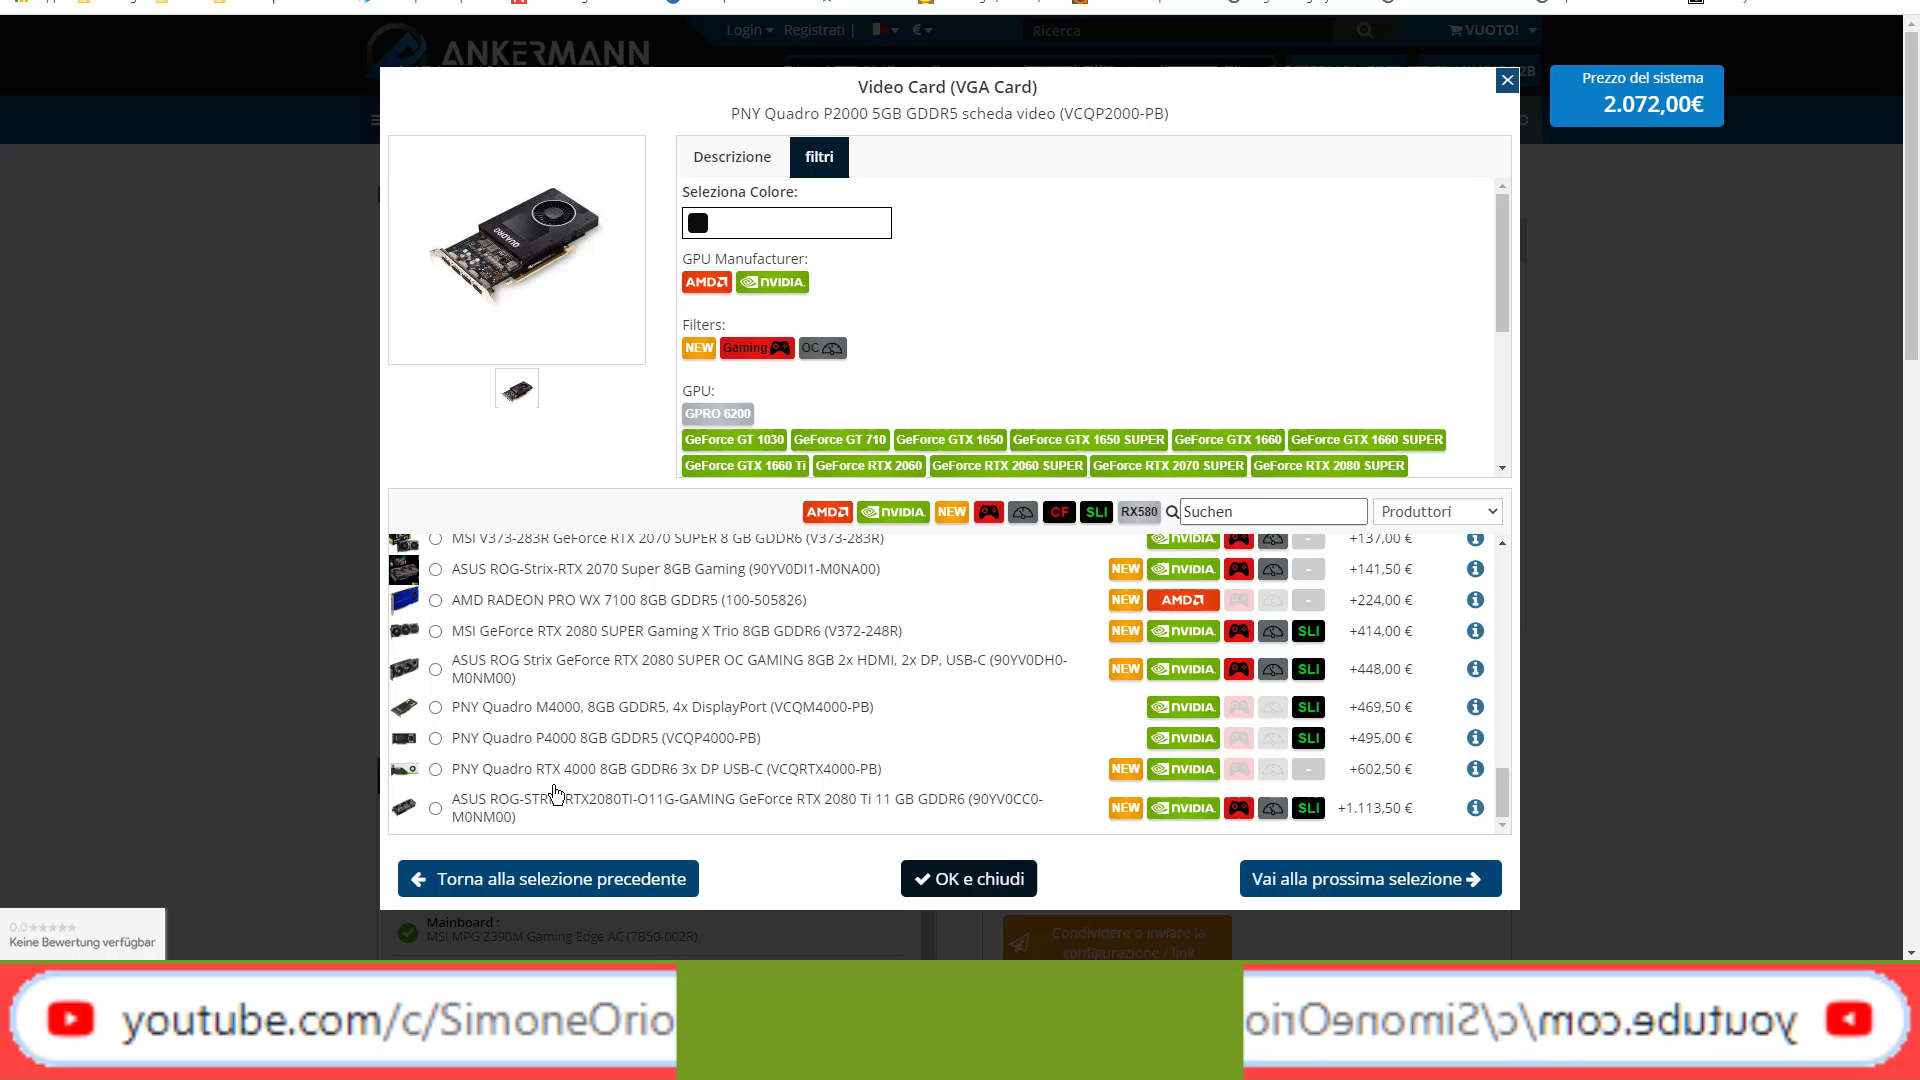 Login
Registrati |
€
Ricerca
VUOTO!
ANKERMANN
Prezzo del sistema
2.072,00€
Video Card (VGA Card)
PNY Quadro P2000 5GB GDDR5 scheda video (VCQP2000-PB)
QUADRO
Descrizione
filtri
Seleziona Colore:
GPU Manufacturer:
AMD NVIDIA.
Filters:
NEW Gaming OC
GPU:
GPRO 6200
GeForce GT 1030 GeForce GT 710 GeForce GTX 1650 GeForce GTX 1650 SUPER GeForce GTX 1660 GeForce GTX 1660 SUPER
GeForce GTX 1660 Ti GeForce RTX 2060 GeForce RTX 2060 SUPER GeForce RTX 2070 SUPER GeForce RTX 2080 SUPER
AMD NVIDIA. NEW CF SLI RX580 Suchen Produttori
MSI V373-283R GeForce RTX 2070 SUPER 8 GB GDDR6 (V373-283R) NVIDIA. - +137,00 €
ASUS ROG-Strix-RTX 2070 Super 8GB Gaming (90YV0DI1-M0NA00) NEW NVIDIA. - +141,50 €
AMD RADEON PRO WX 7100 8GB GDDR5 (100-505826) NEW AMD - +224,00 €
MSI GeForce RTX 2080 SUPER Gaming X Trio 8GB GDDR6 (V372-248R) NEW NVIDIA. SLI +414,00 €
ASUS ROG Strix GeForce RTX 2080 SUPER OC GAMING 8GB 2x HDMI, 2x DP, USB-C (90YV0DH0-
M0NM00) NEW NVIDIA. SLI +448,00 €
PNY Quadro M4000, 8GB GDDR5, 4x DisplayPort (VCQM4000-PB) NVIDIA. SLI +469,50 €
PNY Quadro P4000 8GB GDDR5 (VCQP4000-PB) NVIDIA. SLI +495,00 €
PNY Quadro RTX 4000 8GB GDDR6 3x DP USB-C (VCQRTX4000-PB) NEW NVIDIA. - +602,50 €
ASUS ROG-STRIX-RTX2080TI-O11G-GAMING GeForce RTX 2080 Ti 11 GB GDDR6 (90YV0CC0-
M0NM00) NEW NVIDIA. SLI +1.113,50 €
Torna alla selezione precedente
OK e chiudi
Vai alla prossima selezione
0,0
Keine Bewertung verfügbar
Mainboard :
MSI MPG Z390M Gaming Edge AC (7B50-002R)
Condividere o inviare la
configurazione / link
youtube.com/c/SimoneOrio
youtube.com/c/SimoneOrio